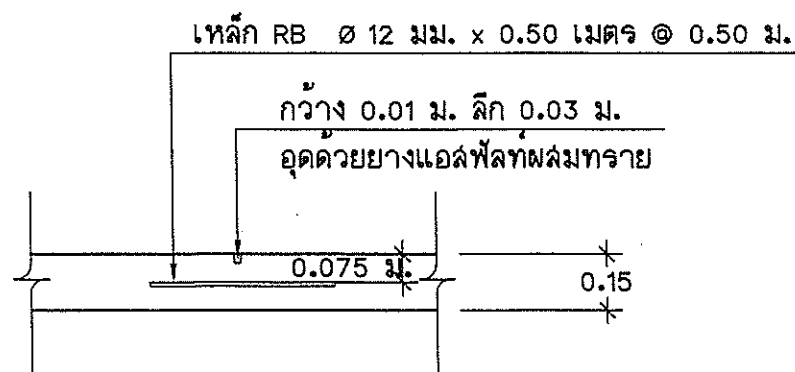 เหล็ก RB Ø 12 มม. x 0.50 เมตร @ 0.50 ม.
กว้าง 0.01 ม. ลึก 0.03 ม.
อุดด้วยยางแอสฟัลท์ผสมทราย
0.075 ม.
0.15